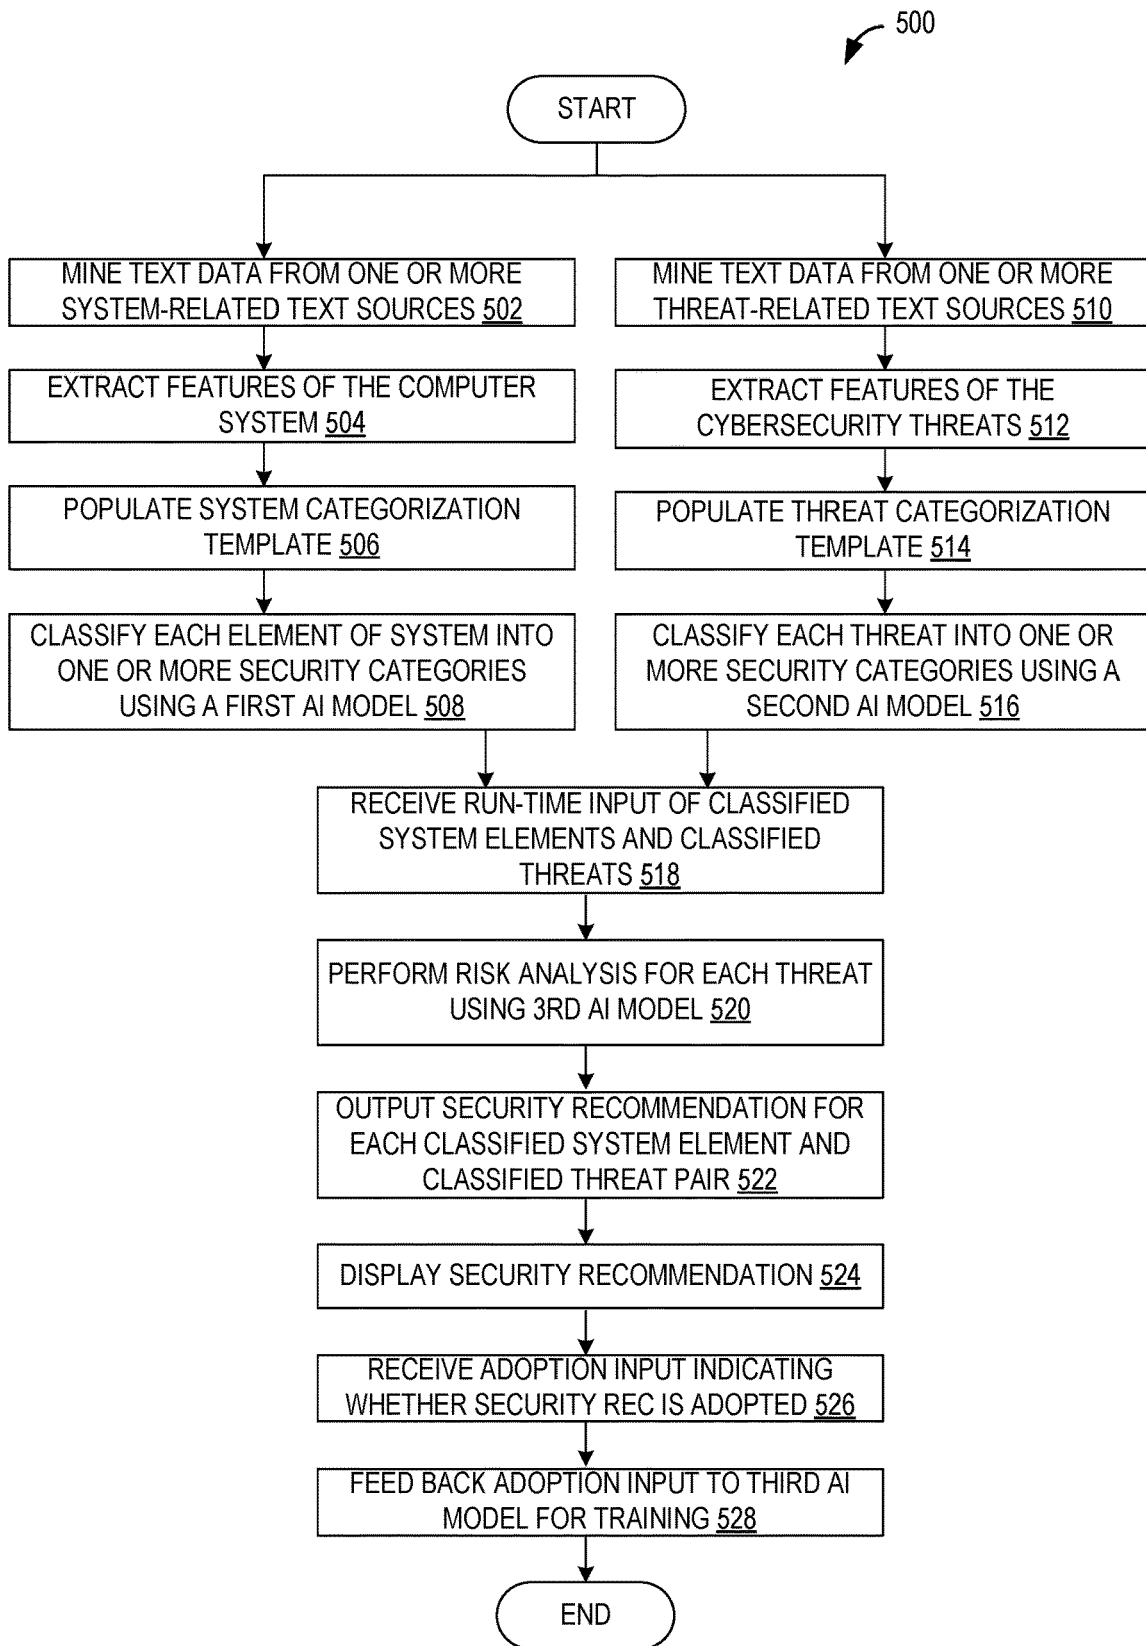 500
START
MINE TEXT DATA FROM ONE OR MORE
SYSTEM-RELATED TEXT SOURCES 502
EXTRACT FEATURES OF THE COMPUTER
SYSTEM 504
POPULATE SYSTEM CATEGORIZATION
TEMPLATE 506
CLASSIFY EACH ELEMENT OF SYSTEM INTO
ONE OR MORE SECURITY CATEGORIES
USING A FIRST AI MODEL 508
MINE TEXT DATA FROM ONE OR MORE
THREAT-RELATED TEXT SOURCES 510
EXTRACT FEATURES OF THE
CYBERSECURITY THREATS 512
POPULATE THREAT CATEGORIZATION
TEMPLATE 514
CLASSIFY EACH THREAT INTO ONE OR
MORE SECURITY CATEGORIES USING A
SECOND AI MODEL 516
RECEIVE RUN-TIME INPUT OF CLASSIFIED
SYSTEM ELEMENTS AND CLASSIFIED
THREATS 518
PERFORM RISK ANALYSIS FOR EACH THREAT
USING 3RD AI MODEL 520
OUTPUT SECURITY RECOMMENDATION FOR
EACH CLASSIFIED SYSTEM ELEMENT AND
CLASSIFIED THREAT PAIR 522
DISPLAY SECURITY RECOMMENDATION 524
RECEIVE ADOPTION INPUT INDICATING
WHETHER SECURITY REC IS ADOPTED 526
FEED BACK ADOPTION INPUT TO THIRD AI
MODEL FOR TRAINING 528
END